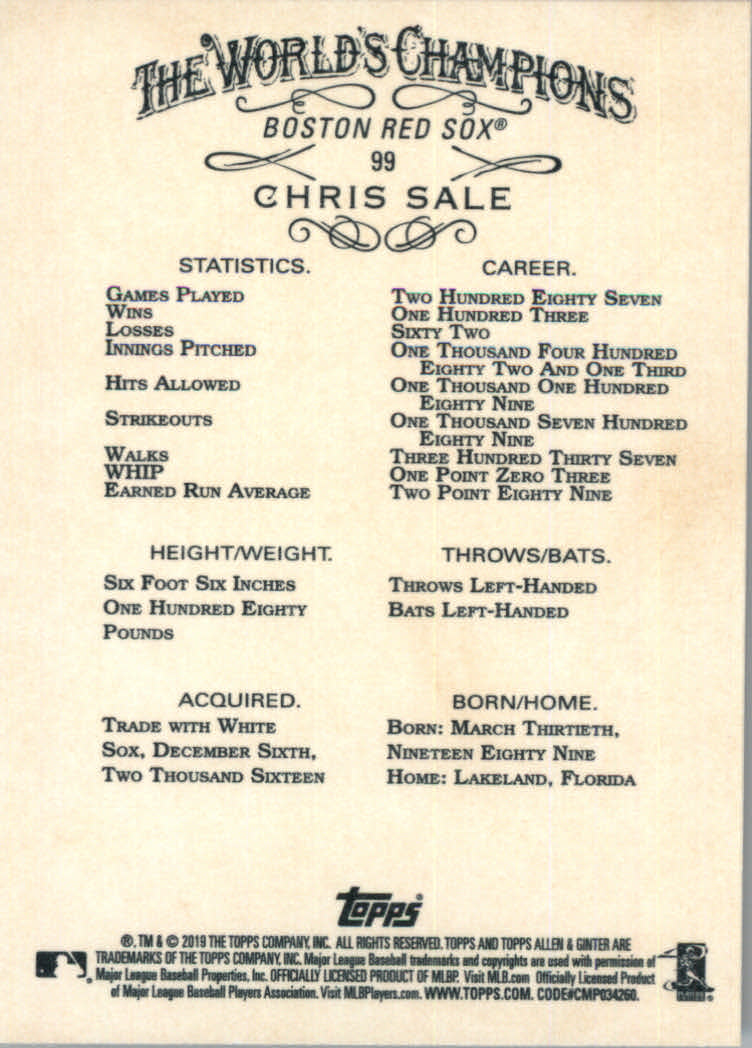 THE WORLD'S CHAMPIONS
BOSTON RED SOX®
99
CHRIS SALE
STATISTICS.
CAREER.
GAMES PLAYED TWO HUNDRED EIGHTY SEVEN
WINS ONE HUNDRED THREE
LOSSES SIXTY TWO
INNINGS PITCHED ONE THOUSAND FOUR HUNDRED
EIGHTY TWO AND ONE THIRD
HITS ALLOWED ONE THOUSAND ONE HUNDRED
EIGHTY NINE
STRIKEOUTS ONE THOUSAND SEVEN HUNDRED
EIGHTY NINE
WALKS THREE HUNDRED THIRTY SEVEN
WHIP ONE POINT ZERO THREE
EARNED RUN AVERAGE TWO POINT EIGHTY NINE
HEIGHT/WEIGHT.
SIX FOOT SIX INCHES
ONE HUNDRED EIGHTY
POUNDS
THROWS/BATS.
THROWS LEFT-HANDED
BATS LEFT-HANDED
ACQUIRED.
TRADE WITH WHITE
SOX, DECEMBER SIXTH,
TWO THOUSAND SIXTEEN
BORN/HOME.
BORN: MARCH THIRTIETH,
NINETEEN EIGHTY NINE
HOME: LAKELAND, FLORIDA
topps®
®, TM & © 2019 THE TOPPS COMPANY, INC. ALL RIGHTS RESERVED. TOPPS AND TOPPS ALLEN & GINTER ARE
TRADEMARKS OF THE TOPPS COMPANY, INC. Major League Baseball trademarks and copyrights are used with permission of
Major League Baseball Properties, Inc. OFFICIALLY LICENSED PRODUCT OF MLBP. Visit MLB.com Officially Licensed Product
of Major League Baseball Players Association. Visit MLBPlayers.com. WWW.TOPPS.COM. CODE#CMP034260.